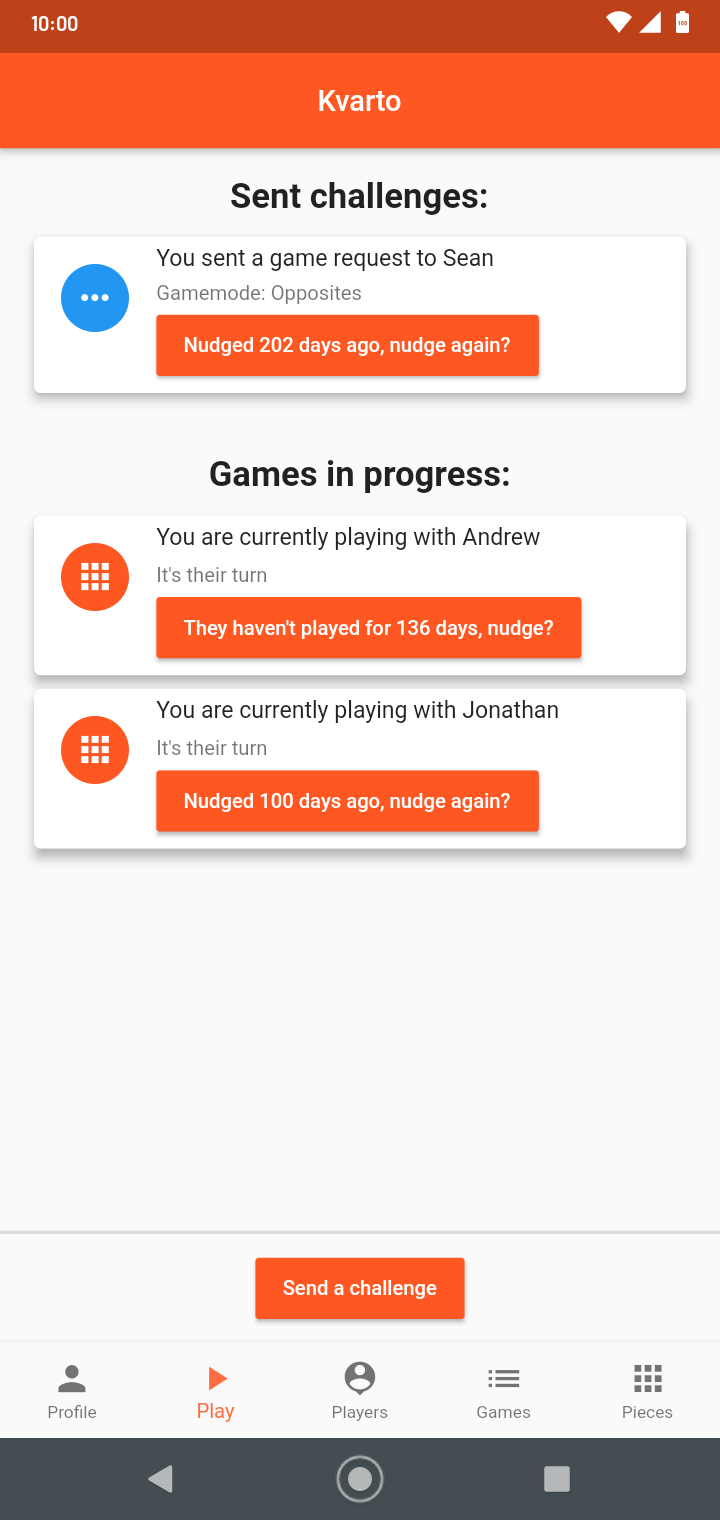 10:00
100
Kvarto
Sent challenges:
You sent a game request to Sean
Gamemode: Opposites
Nudged 202 days ago, nudge again?
Games in progress:
You are currently playing with Andrew
It's their turn
They haven't played for 136 days, nudge?
You are currently playing with Jonathan
It's their turn
Nudged 100 days ago, nudge again?
Send a challenge
Profile
Play
Players
Games
Pieces